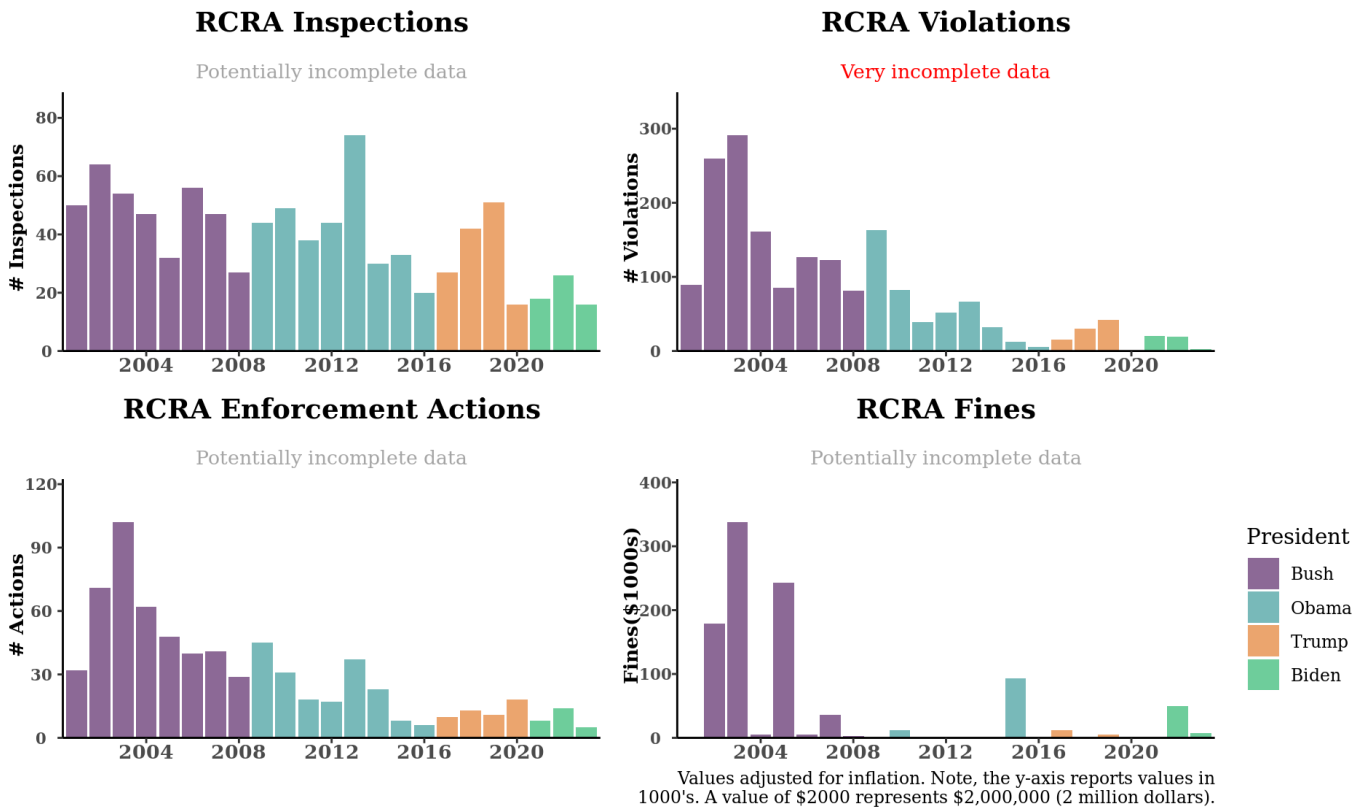 RCRA Inspections
Potentially incomplete data
# Inspections
80
60
40
20
0
2004 2008 2012 2016 2020
RCRA Violations
Very incomplete data
# Violations
300
200
100
0
2004 2008 2012 2016 2020
RCRA Enforcement Actions
Potentially incomplete data
# Actions
120
90
60
30
0
2004 2008 2012 2016 2020
RCRA Fines
Potentially incomplete data
Fines($1000s)
400
300
200
100
0
2004 2008 2012 2016 2020
President
Bush
Obama
Trump
Biden
Values adjusted for inflation. Note, the y-axis reports values in
1000's. A value of $2000 represents $2,000,000 (2 million dollars).